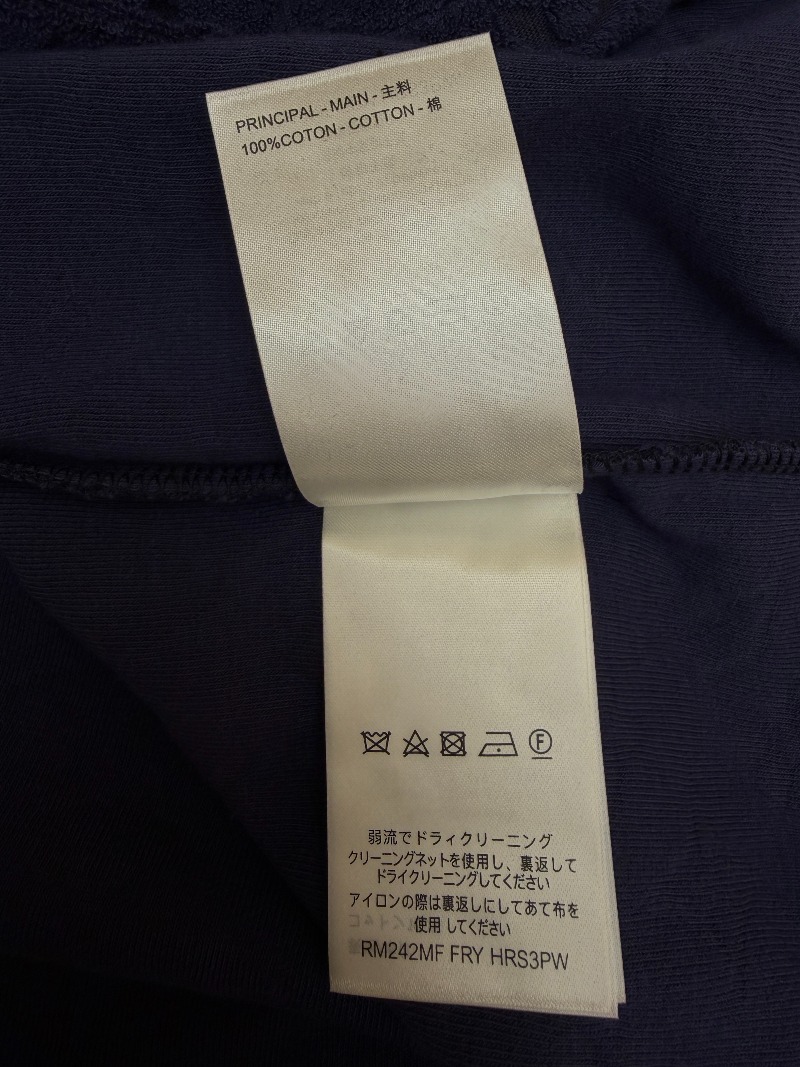 PRINCIPAL - MAIN - 主料
100%COTON - COTTON - 棉
F
弱流でドライクリーニング
クリーニングネットを使用し、裏返して
ドライクリーニングしてください
アイロンの際は裏返しにしてあて布を
使用 してください
RM242MF FRY HRS3PW